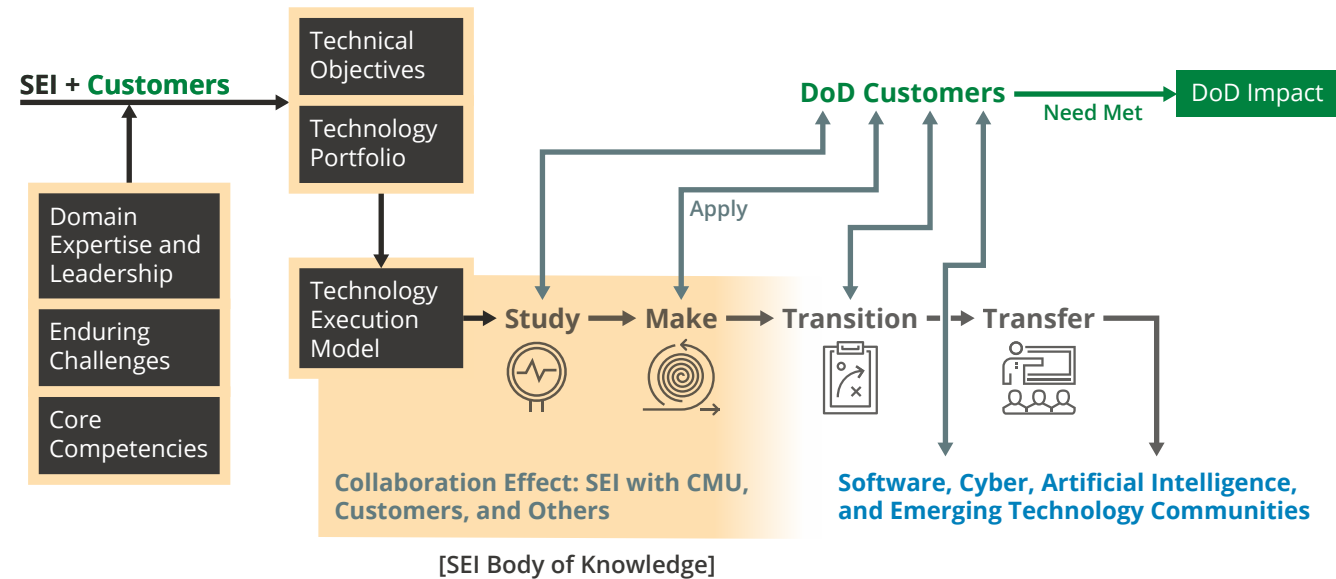 SEI + Customers
Domain
Expertise and
Leadership
Enduring
Challenges
Core
Competencies
Technical
Objectives
Technology
Portfolio
Technology
Execution
Model
Study
Make
Transition
Transfer
Apply
DoD Customers
Need Met
DoD Impact
Collaboration Effect: SEI with CMU,
Customers, and Others
Software, Cyber, Artificial Intelligence,
and Emerging Technology Communities
[SEI Body of Knowledge]